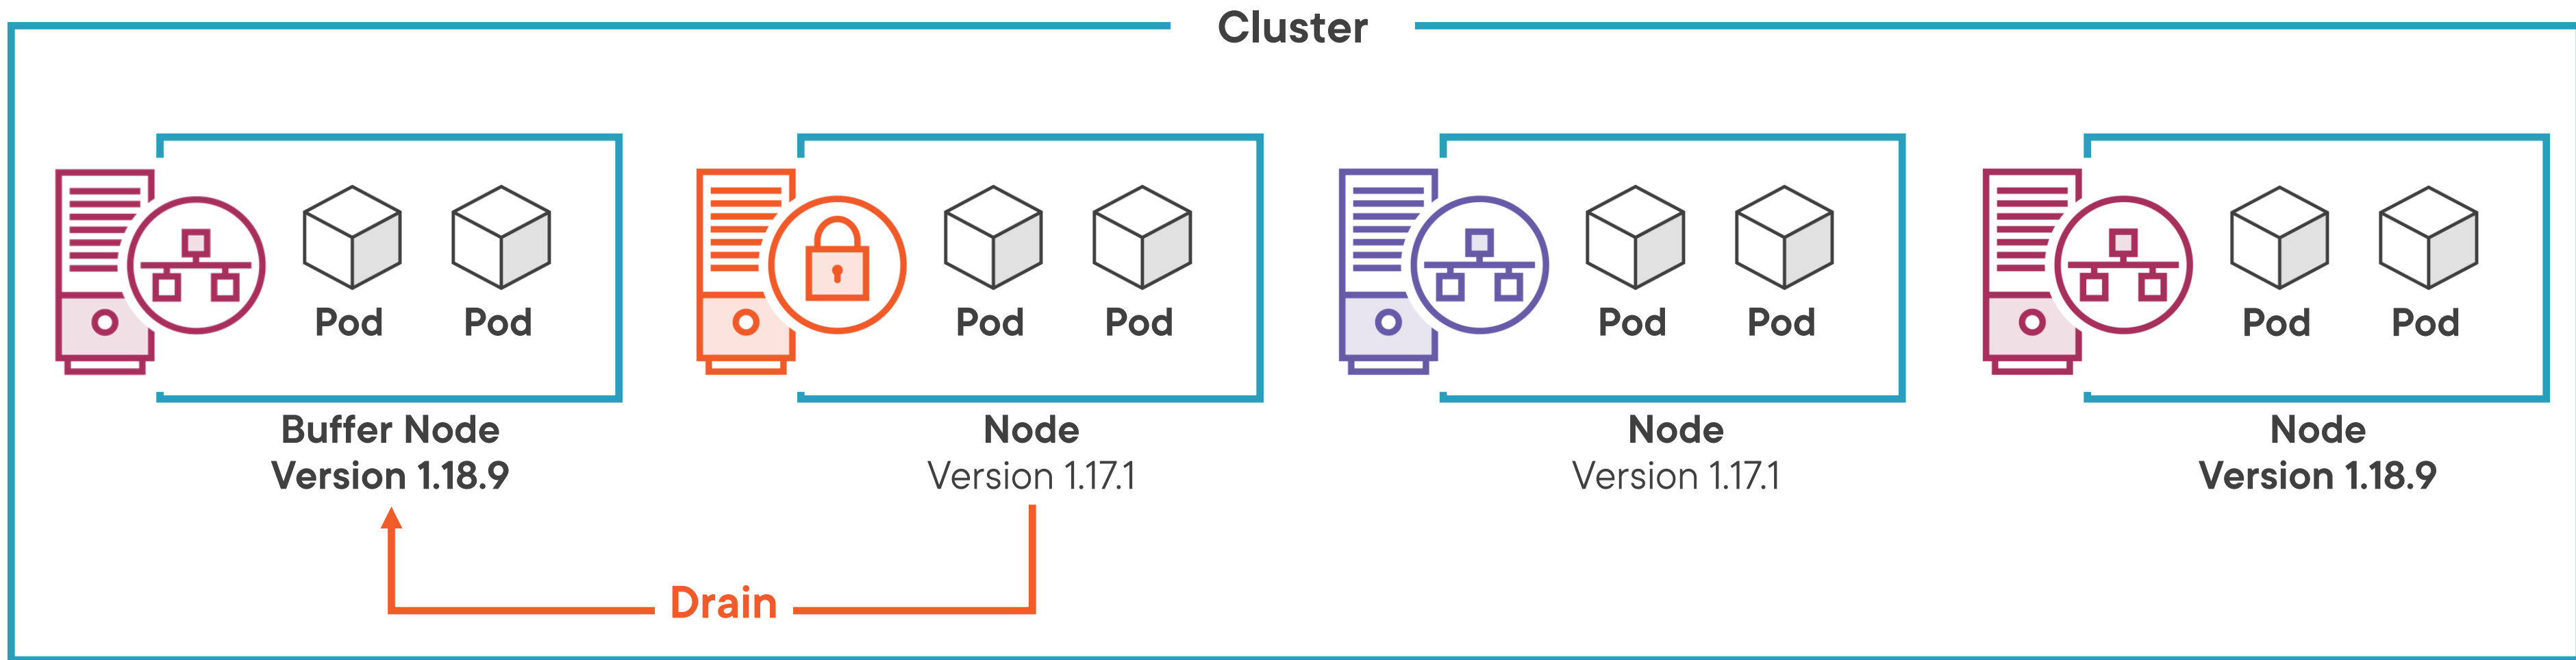 Cluster
Pod Pod
Buffer Node
Version 1.18.9
Pod Pod
Node
Version 1.17.1
Pod Pod
Node
Version 1.17.1
Pod Pod
Node
Version 1.18.9
Drain